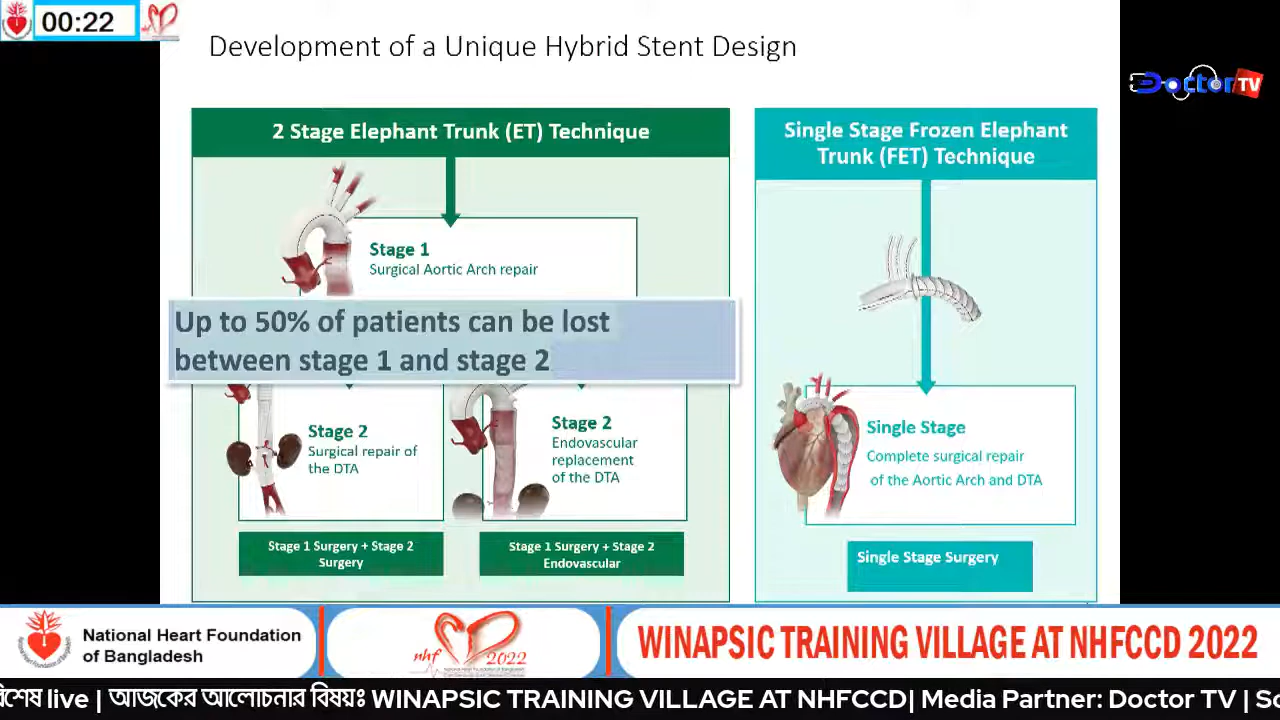 00:22
Development of a Unique Hybrid Stent Design
Doctor TV
2 Stage Elephant Trunk (ET) Technique
Stage 1
Surgical Aortic Arch repair
Up to 50% of patients can be lost
between stage 1 and stage 2
Stage 2
Surgical repair of
the DTA
Stage 2
Endovascular
replacement
of the DTA
Stage 1 Surgery + Stage 2
Surgery
Stage 1 Surgery + Stage 2
Endovascular
Single Stage Frozen Elephant
Trunk (FET) Technique
Single Stage
Complete surgical repair
of the Aortic Arch and DTA
Single Stage Surgery
National Heart Foundation
of Bangladesh
nhf 2022
WINAPSIC TRAINING VILLAGE AT NHFCCD 2022
live | আজকের আলোচনার বিষয়ঃ WINAPSIC TRAINING VILLAGE AT NHFCCD| Media Partner: Doctor TV |